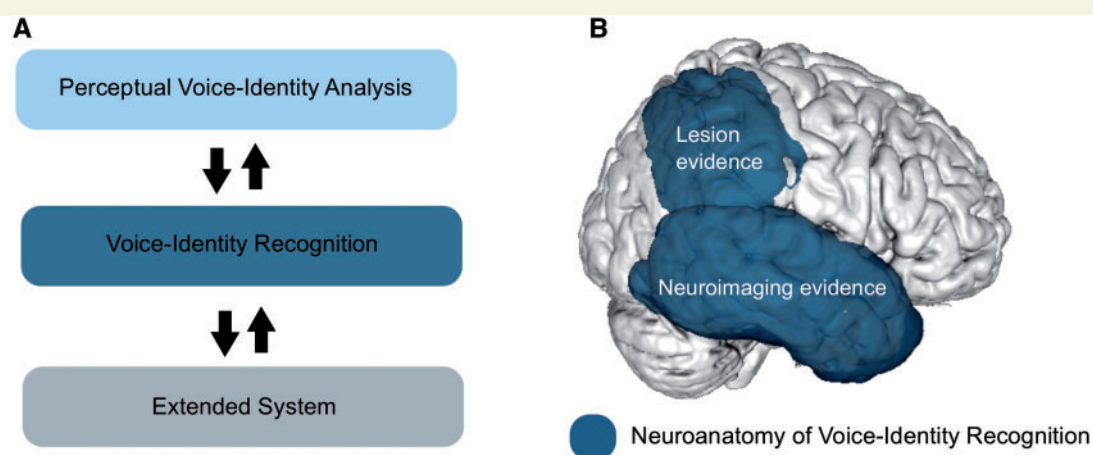 A
Perceptual Voice-Identity Analysis
Voice-Identity Recognition
Extended System
B
Lesion
evidence
Neuroimaging evidence
Neuroanatomy of Voice-Identity Recognition